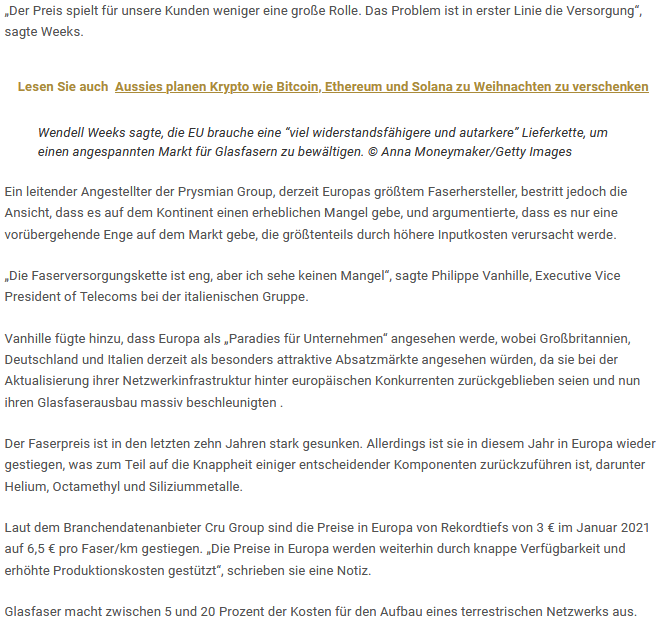 „Der Preis spielt für unsere Kunden weniger eine große Rolle. Das Problem ist in erster Linie die Versorgung“,
sagte Weeks.
Lesen Sie auch Aussies planen Krypto wie Bitcoin, Ethereum und Solana zu Weihnachten zu verschenken
Wendell Weeks sagte, die EU brauche eine “viel widerstandsfähigere und autarkere” Lieferkette, um
einen angespannten Markt für Glasfasern zu bewältigen. © Anna Moneymaker/Getty Images
Ein leitender Angestellter der Prysmian Group, derzeit Europas größtem Faserhersteller, bestritt jedoch die
Ansicht, dass es auf dem Kontinent einen erheblichen Mangel gebe, und argumentierte, dass es nur eine
vorübergehende Enge auf dem Markt gebe, die größtenteils durch höhere Inputkosten verursacht werde.
„Die Faserversorgungskette ist eng, aber ich sehe keinen Mangel“, sagte Philippe Vanhille, Executive Vice
President of Telecoms bei der italienischen Gruppe.
Vanhille fügte hinzu, dass Europa als „Paradies für Unternehmen“ angesehen werde, wobei Großbritannien,
Deutschland und Italien derzeit als besonders attraktive Absatzmärkte angesehen würden, da sie bei der
Aktualisierung ihrer Netzwerkinfrastruktur hinter europäischen Konkurrenten zurückgeblieben seien und nun
ihren Glasfaserausbau massiv beschleunigten .
Der Faserpreis ist in den letzten zehn Jahren stark gesunken. Allerdings ist sie in diesem Jahr in Europa wieder
gestiegen, was zum Teil auf die Knappheit einiger entscheidender Komponenten zurückzuführen ist, darunter
Helium, Octamethyl und Siliziummetalle.
Laut dem Branchendatenanbieter Cru Group sind die Preise in Europa von Rekordtiefs von 3 € im Januar 2021
auf 6,5 € pro Faser/km gestiegen. „Die Preise in Europa werden weiterhin durch knappe Verfügbarkeit und
erhöhte Produktionskosten gestützt“, schrieben sie eine Notiz.
Glasfaser macht zwischen 5 und 20 Prozent der Kosten für den Aufbau eines terrestrischen Netzwerks aus.